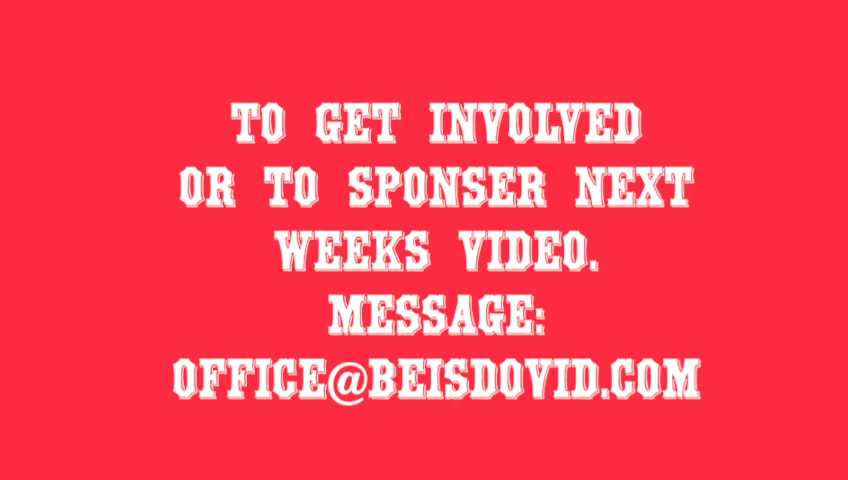 TO GET INVOLVED
OR TO SPONSER NEXT
WEEKS VIDEO.
MESSAGE:
OFFICE@BEISDOVID.COM